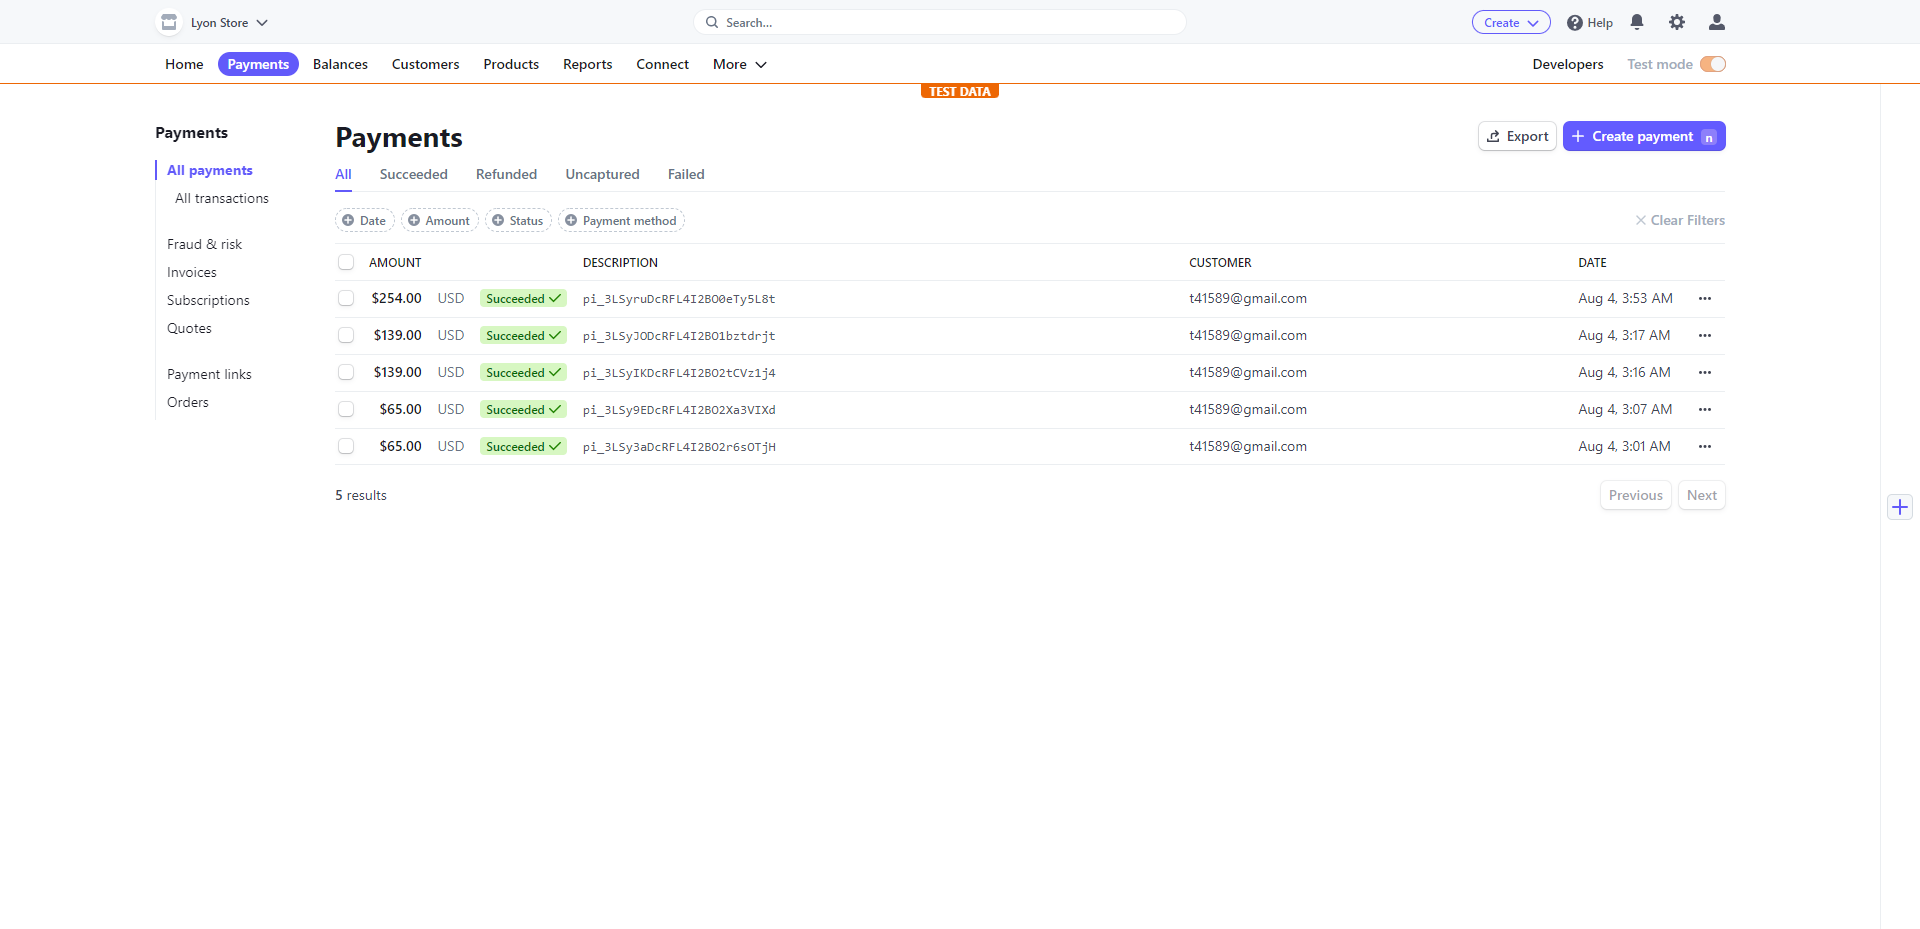 Lyon Store
Search...
Create
Help
Home
Payments
Balances
Customers
Products
Reports
Connect
More
Developers
Test mode
TEST DATA
Payments
All payments
All transactions
Fraud & risk
Invoices
Subscriptions
Quotes
Payment links
Orders
Payments
Export
Create payment n
All
Succeeded
Refunded
Uncaptured
Failed
Date
Amount
Status
Payment method
Clear Filters
AMOUNT DESCRIPTION CUSTOMER DATE
$254.00 USD Succeeded pi_3LSyruDcRFL4I2BO0eTy5L8t t41589@gmail.com Aug 4, 3:53 AM
$139.00 USD Succeeded pi_3LSyJODcRFL4I2BO1bztdrjt t41589@gmail.com Aug 4, 3:17 AM
$139.00 USD Succeeded pi_3LSyIKDcRFL4I2BO2tCVz1j4 t41589@gmail.com Aug 4, 3:16 AM
$65.00 USD Succeeded pi_3LSy9EDcRFL4I2BO2Xa3VIXd t41589@gmail.com Aug 4, 3:07 AM
$65.00 USD Succeeded pi_3LSy3aDcRFL4I2BO2r6sOTjH t41589@gmail.com Aug 4, 3:01 AM
5 results
Previous
Next